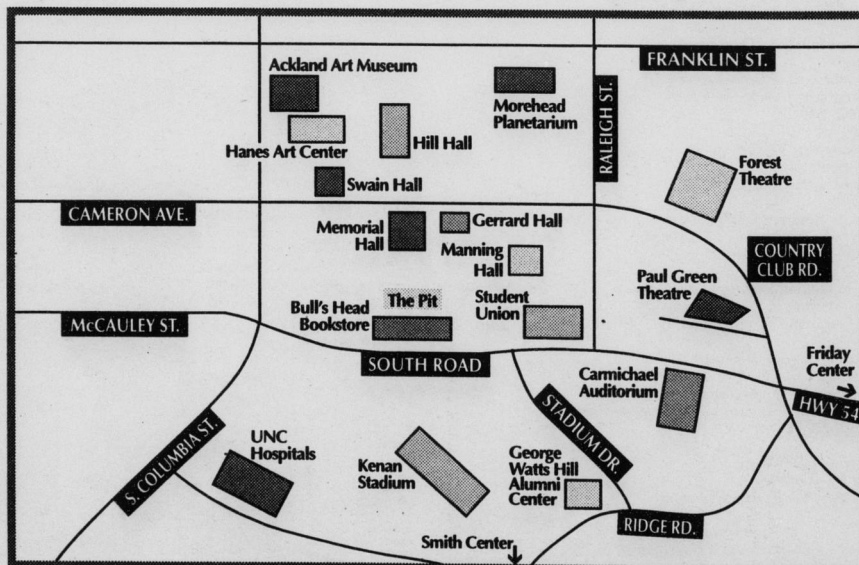 FRANKLIN ST.
Ackland Art Museum
Morehead
Planetarium
RALEIGH ST.
Hanes Art Center
Hill Hall
Forest
Theatre
Swain Hall
CAMERON AVE.
Memorial
Hall
Gerrard Hall
Manning
Hall
COUNTRY
CLUB RD.
Paul Green
Theatre
The Pit
Bull's Head
Bookstore
Student
Union
McCAULEY ST.
SOUTH ROAD
Friday
Center
Carmichael
Auditorium
HWY 54
STADIUM DR.
S. COLUMBIA ST.
UNC
Hospitals
Kenan
Stadium
George
Watts Hill
Alumni
Center
RIDGE RD.
Smith Center